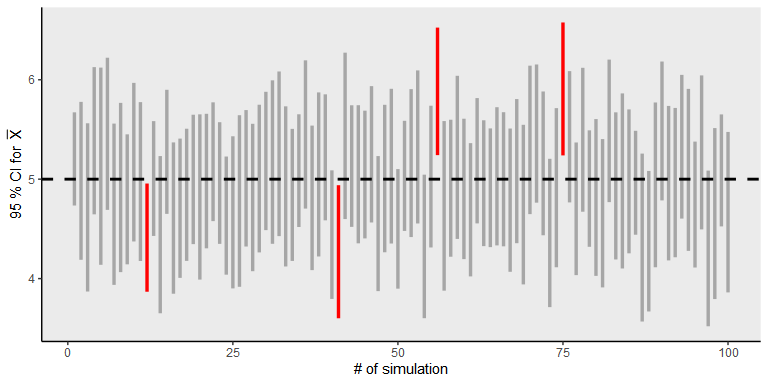 95 % CI for X̅
6
5
4
0 25 50 75 100
# of simulation